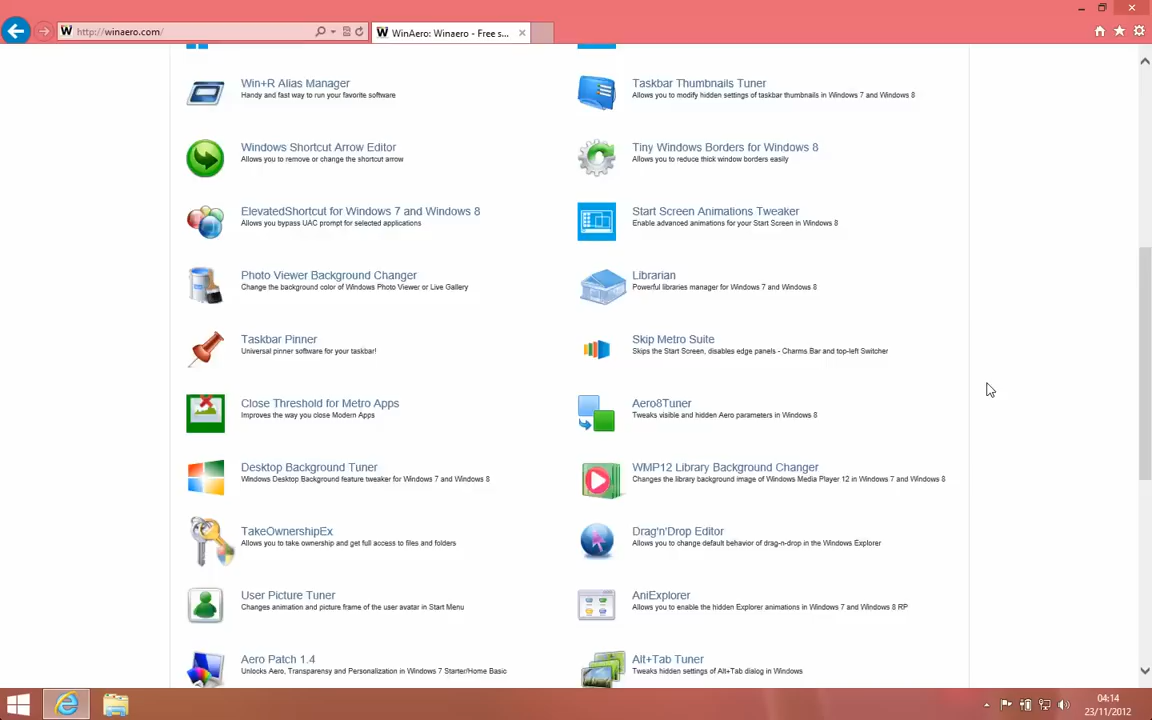 http://winaero.com/
WinAero: Winaero - Free s...
Win+R Alias Manager
Handy and fast way to run your favorite software
Taskbar Thumbnails Tuner
Allows you to modify hidden settings of taskbar thumbnails in Windows 7 and Windows 8
Windows Shortcut Arrow Editor
Allows you to remove or change the shortcut arrow
Tiny Windows Borders for Windows 8
Allows you to reduce thick window borders easily
ElevatedShortcut for Windows 7 and Windows 8
Allows you bypass UAC prompt for selected applications
Start Screen Animations Tweaker
Enable advanced animations for your Start Screen in Windows 8
Photo Viewer Background Changer
Change the background color of Windows Photo Viewer or Live Gallery
Librarian
Powerful libraries manager for Windows 7 and Windows 8
Taskbar Pinner
Universal pinner software for your taskbar!
Skip Metro Suite
Skips the Start Screen, disables edge panels - Charms Bar and top-left Switcher
Close Threshold for Metro Apps
Improves the way you close Modern Apps
Aero8Tuner
Tweaks visible and hidden Aero parameters in Windows 8
Desktop Background Tuner
Windows Desktop Background feature tweaker for Windows 7 and Windows 8
WMP12 Library Background Changer
Changes the library background image of Windows Media Player 12 in Windows 7 and Windows 8
TakeOwnershipEx
Allows you to take ownership and get full access to files and folders
Drag'n'Drop Editor
Allows you to change default behavior of drag-n-drop in the Windows Explorer
User Picture Tuner
Changes animation and picture frame of the user avatar in Start Menu
AniExplorer
Allows you to enable the hidden Explorer animations in Windows 7 and Windows 8 RP
Aero Patch 1.4
Unlocks Aero, Transparensy and Personalization in Windows 7 Starter/Home Basic
Alt+Tab Tuner
Tweaks hidden settings of Alt+Tab dialog in Windows
04:14
23/11/2012